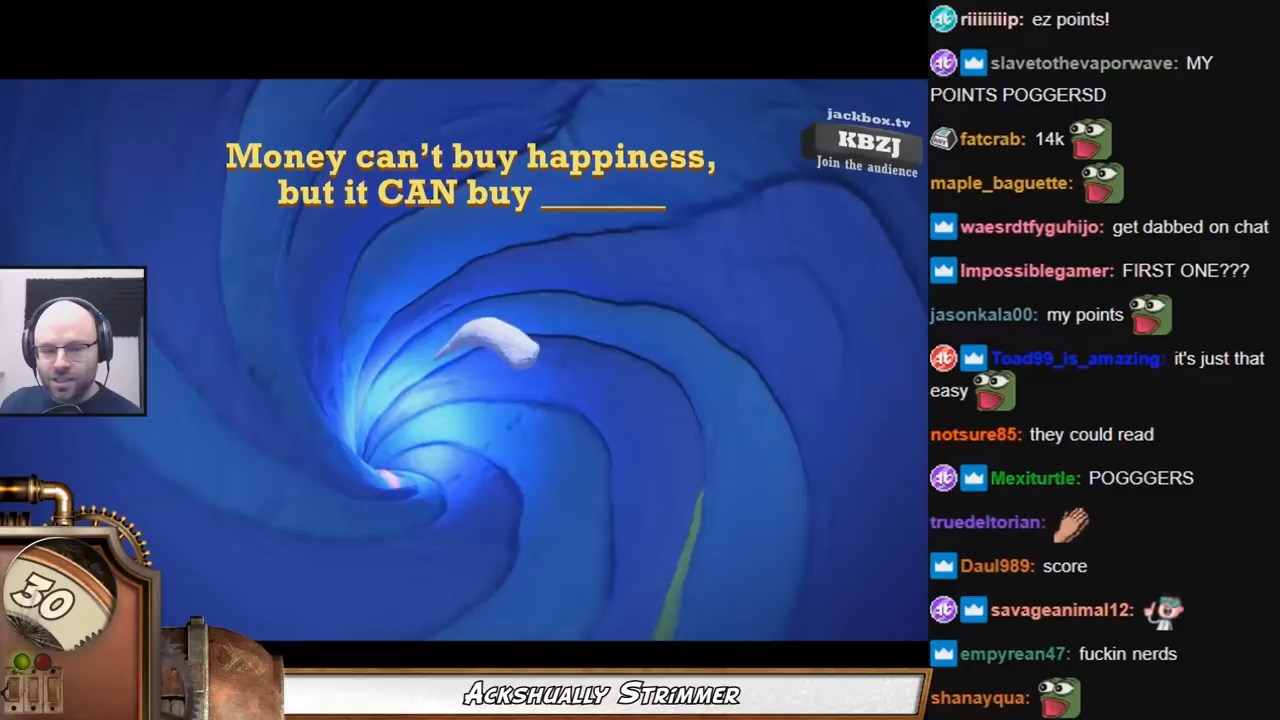 Money can't buy happiness,
but it CAN buy ______
jackbox.tv
KBZJ
Join the audience
30
ACKSHUALLY STRIMMER
riiiiiiip: ez points!
slavetothevaporwave: MY
POINTS POGGERSD
fatcrab: 14k
maple_baguette:
waesrdtfyguhijo: get dabbed on chat
Impossiblegamer: FIRST ONE???
jasonkala00: my points
Toad99_is_amazing: it's just that
easy
notsure85: they could read
Mexiturtle: POGGGERS
truedeltorian:
Daul989: score
savageanimal12:
empyrean47: fuckin nerds
shanayqua: